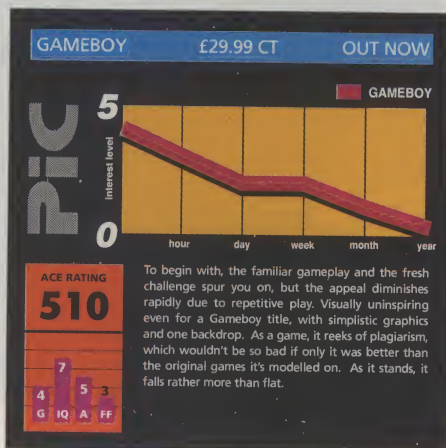 GAMEBOY £29.99 CT OUT NOW
GAMEBOY
PiC
5
Interest level
0
hour day week month year
ACE RATING
510
4 7 5 3
G IQ A FF
To begin with, the familiar gameplay and the fresh
challenge spur you on, but the appeal diminishes
rapidly due to repetitive play. Visually uninspiring
even for a Gameboy title, with simplistic graphics
and one backdrop. As a game, it reeks of plagiarism,
which wouldn't be so bad if only it was better than
the original games it's modelled on. As it stands, it
falls rather more than flat.